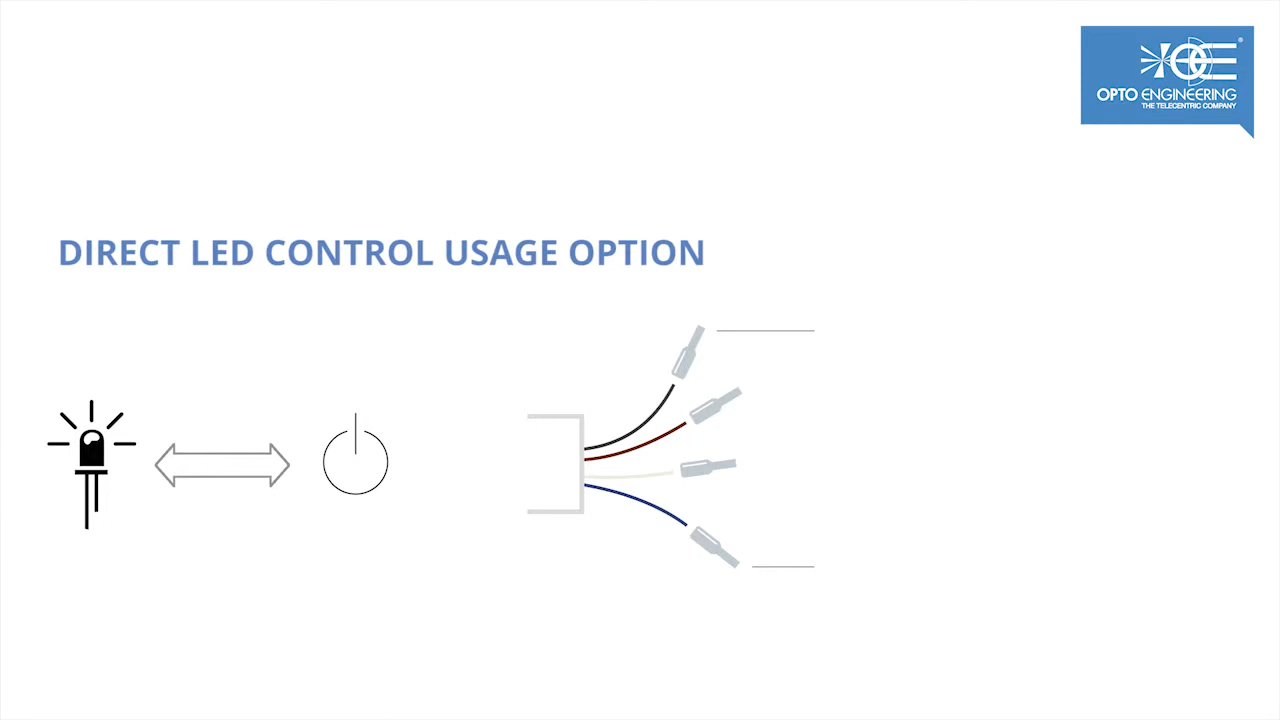 OPTO ENGINEERING
THE TELECENTRIC COMPANY
DIRECT LED CONTROL USAGE OPTION